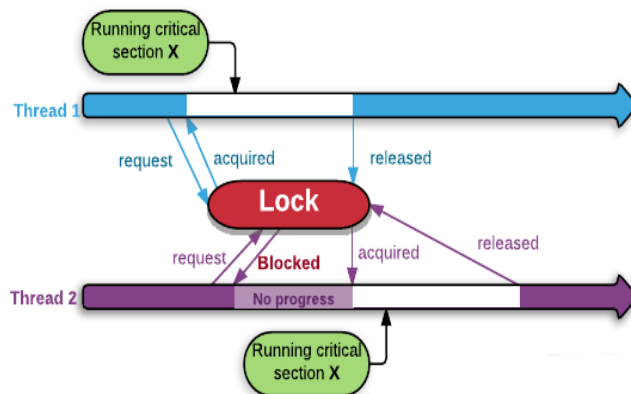 Running critical
section X
Thread 1
request
acquired
released
Lock
request
Blocked
acquired
released
Thread 2
No progress
Running critical
section X